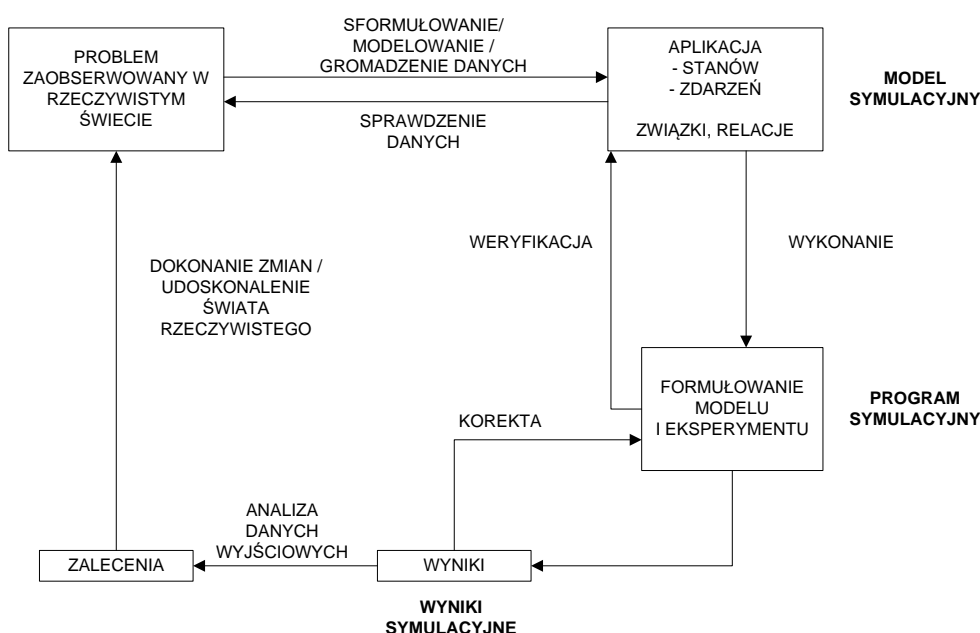 SFORMUŁOWANIE/
MODELOWANIE /
GROMADZENIE DANYCH
PROBLEM
ZAOBSERWOWANY W
RZECZYWISTYM
ŚWIECIE
APLIKACJA
- STANÓW
- ZDARZEŃ
ZWIĄZKI, RELACJE
MODEL
SYMULACYJNY
SPRAWDZENIE
DANYCH
WERYFIKACJA
WYKONANIE
DOKONANIE ZMIAN /
UDOSKONALENIE
ŚWIATA
RZECZYWISTEGO
FORMUŁOWANIE
MODELU
I EKSPERYMENTU
PROGRAM
SYMULACYJNY
KOREKTA
ANALIZA
DANYCH
WYJŚCIOWYCH
ZALECENIA
WYNIKI
WYNIKI
SYMULACYJNE